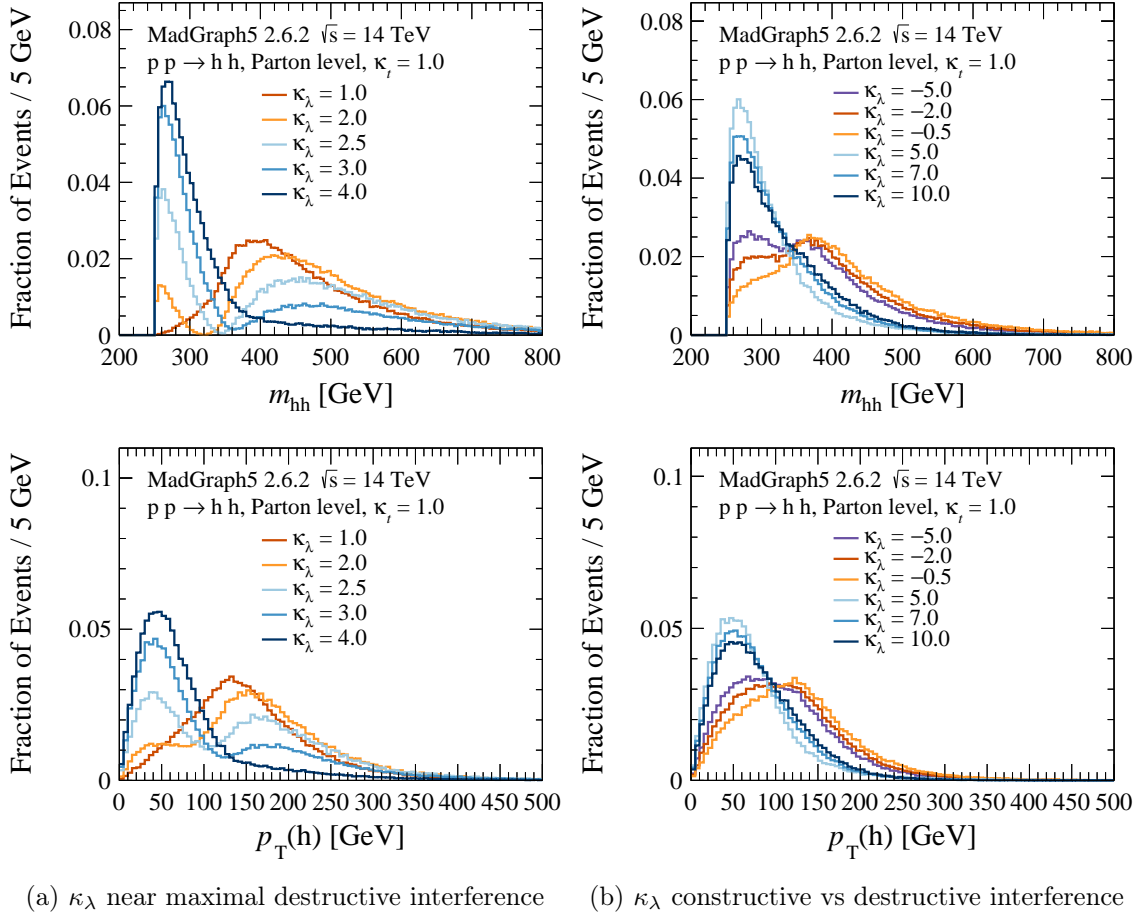 Fraction of Events / 5 GeV
0.08
0.06
0.04
0.02
0
MadGraph5 2.6.2 √s = 14 TeV
p p → h h, Parton level, κ_t = 1.0
κ_λ = 1.0
κ_λ = 2.0
κ_λ = 2.5
κ_λ = 3.0
κ_λ = 4.0
200 300 400 500 600 700 800
m_hh [GeV]
Fraction of Events / 5 GeV
0.08
0.06
0.04
0.02
0
MadGraph5 2.6.2 √s = 14 TeV
p p → h h, Parton level, κ_t = 1.0
κ_λ = −5.0
κ_λ = −2.0
κ_λ = −0.5
κ_λ = 5.0
κ_λ = 7.0
κ_λ = 10.0
200 300 400 500 600 700 800
m_hh [GeV]
Fraction of Events / 5 GeV
0.1
0.05
0
MadGraph5 2.6.2 √s = 14 TeV
p p → h h, Parton level, κ_t = 1.0
κ_λ = 1.0
κ_λ = 2.0
κ_λ = 2.5
κ_λ = 3.0
κ_λ = 4.0
0 50 100 150 200 250 300 350 400 450 500
p_T(h) [GeV]
Fraction of Events / 5 GeV
0.1
0.05
0
MadGraph5 2.6.2 √s = 14 TeV
p p → h h, Parton level, κ_t = 1.0
κ_λ = −5.0
κ_λ = −2.0
κ_λ = −0.5
κ_λ = 5.0
κ_λ = 7.0
κ_λ = 10.0
0 50 100 150 200 250 300 350 400 450 500
p_T(h) [GeV]
(a) κ_λ near maximal destructive interference
(b) κ_λ constructive vs destructive interference